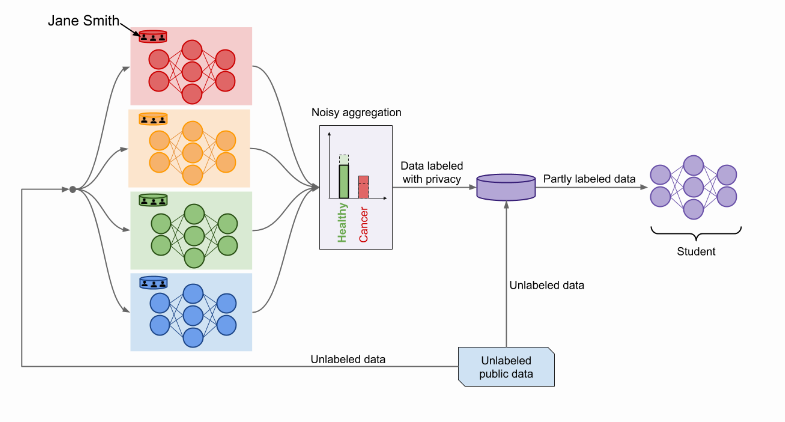 Jane Smith
Noisy aggregation
Healthy
Cancer
Data labeled
with privacy
Partly labeled data
Student
Unlabeled data
Unlabeled data
Unlabeled
public data